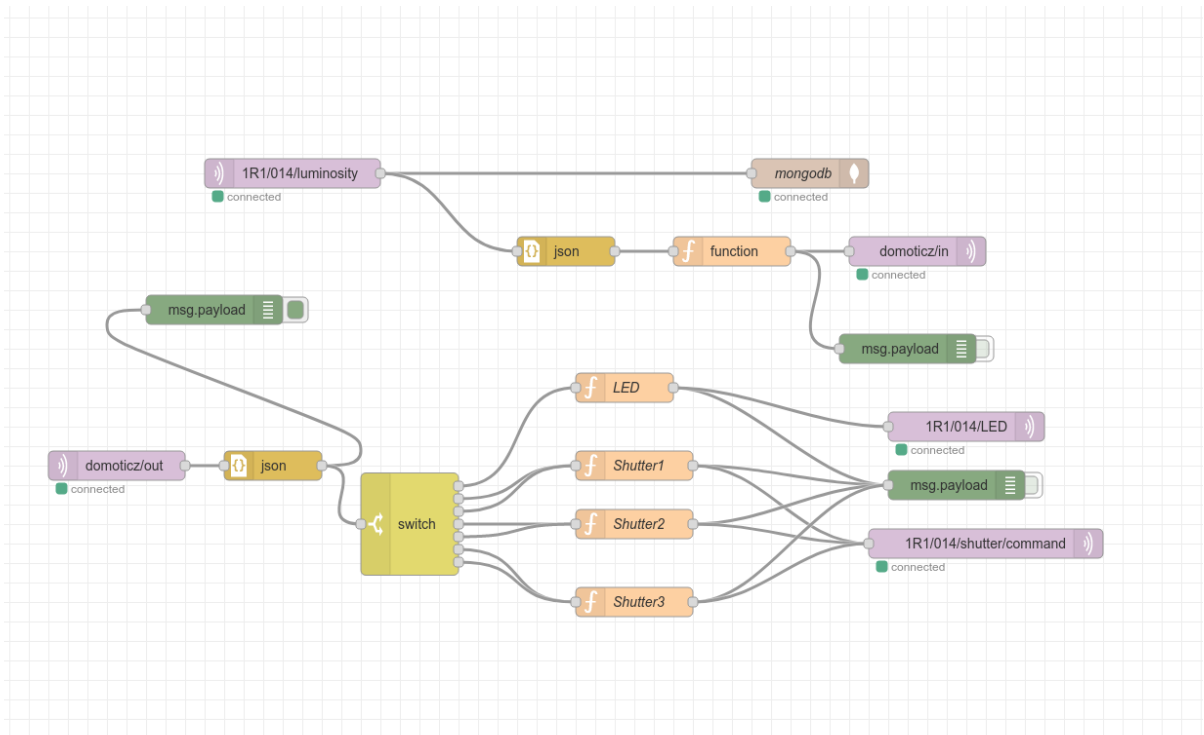 1R1/014/luminosity
connected
mongodb
connected
json
function
domoticz/in
connected
msg.payload
msg.payload
LED
1R1/014/LED
connected
domoticz/out
connected
json
switch
Shutter1
msg.payload
Shutter2
1R1/014/shutter/command
connected
Shutter3